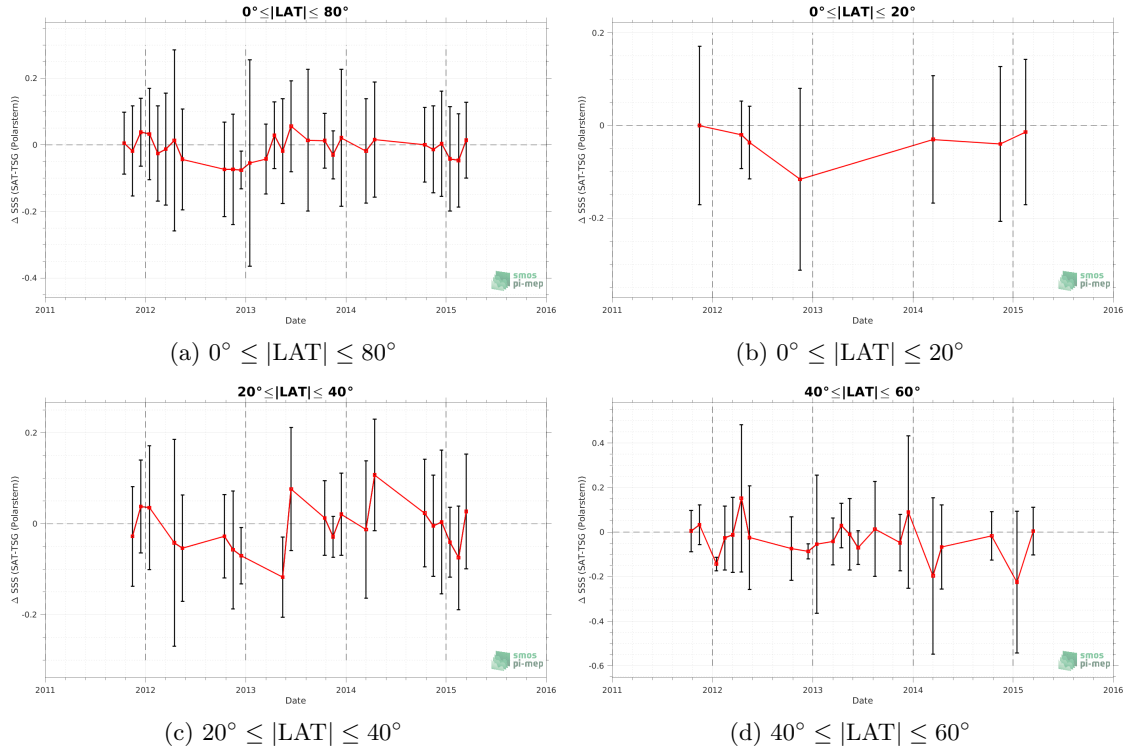 0°≤|LAT|≤ 80°
Δ SSS (SAT-TSG (Polarstern))
0.2
0
-0.2
-0.4
2011 2012 2013 2014 2015 2016
Date
smos
pi-mep
(a) 0° ≤ |LAT| ≤ 80°
0°≤|LAT|≤ 20°
Δ SSS (SAT-TSG (Polarstern))
0.2
0
-0.2
2011 2012 2013 2014 2015 2016
Date
smos
pi-mep
(b) 0° ≤ |LAT| ≤ 20°
20°≤|LAT|≤ 40°
Δ SSS (SAT-TSG (Polarstern))
0.2
0
-0.2
2011 2012 2013 2014 2015 2016
Date
smos
pi-mep
(c) 20° ≤ |LAT| ≤ 40°
40°≤|LAT|≤ 60°
Δ SSS (SAT-TSG (Polarstern))
0.4
0.2
0
-0.2
-0.4
-0.6
2011 2012 2013 2014 2015 2016
Date
smos
pi-mep
(d) 40° ≤ |LAT| ≤ 60°